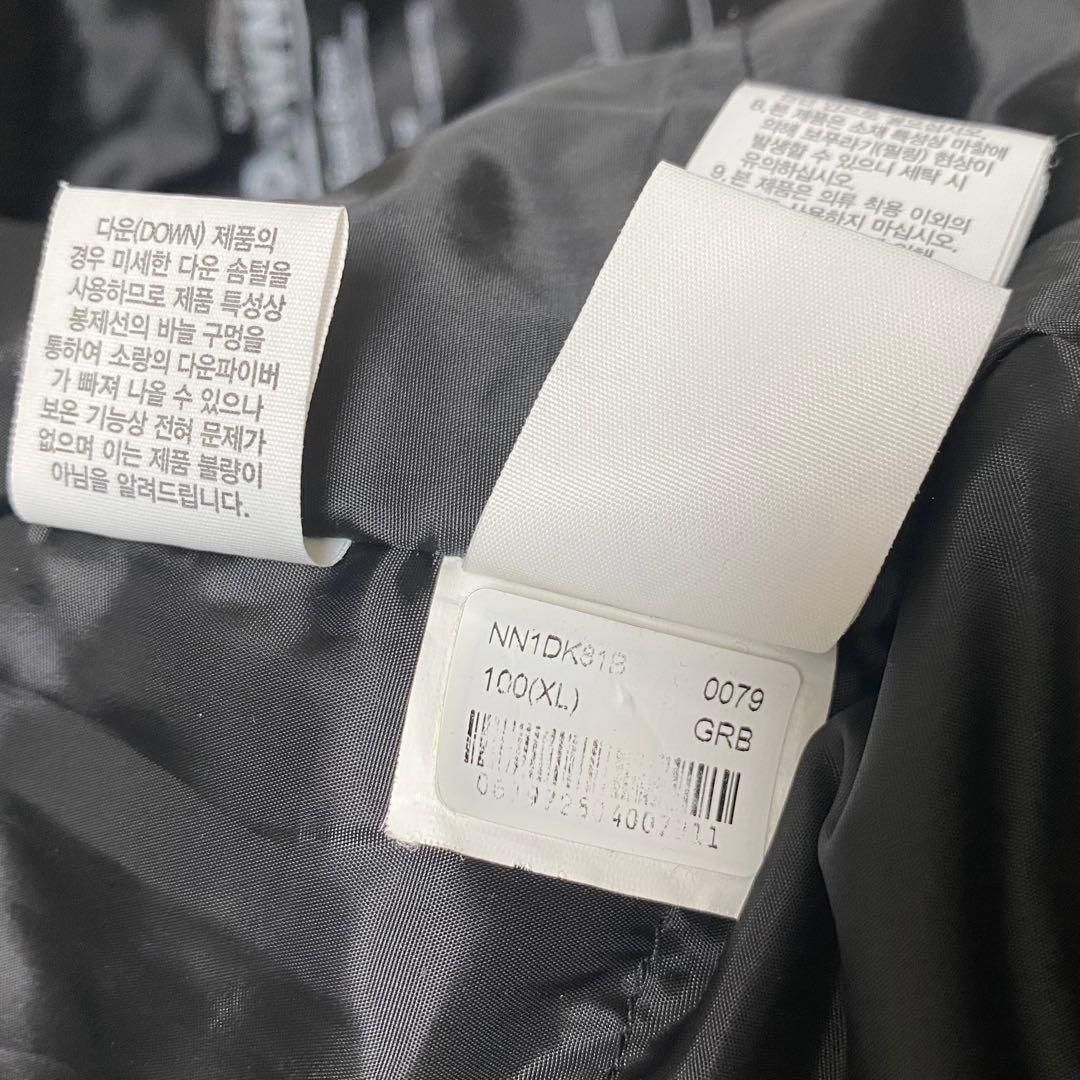 다운(DOWN) 제품의
경우 미세한 다운 솜털을
사용하므로 제품 특성상
봉제선의 바늘 구멍을
통하여 소량의 다운파이버
가 빠져 나올 수 있으나
보온 기능상 전혀 문제가
없으며 이는 제품 불량이
아님을 알려드립니다.
8. 본 제품은 소재 특성상 마찰에
의해 보푸라기(필링) 현상이
발생할 수 있으니 세탁 시
유의하십시오.
9. 본 제품은 의류 착용 이외의
사용하지 마십시오.
NN1DK81B
100(XL)
0079
GRB